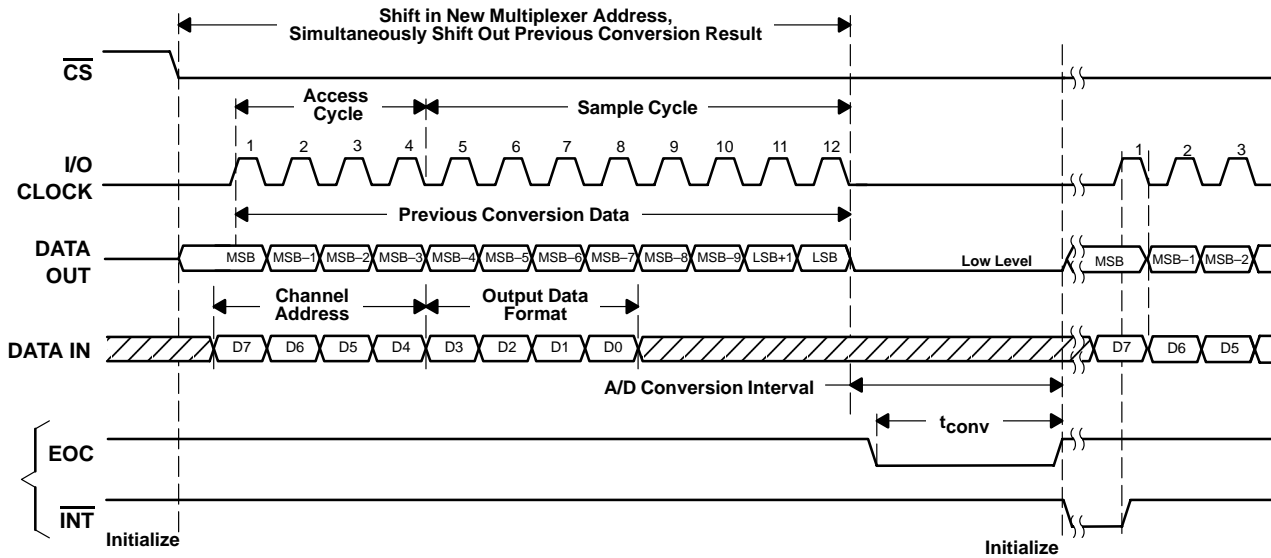 Shift in New Multiplexer Address,
Simultaneously Shift Out Previous Conversion Result
CS
Access
Cycle
Sample Cycle
I/O
CLOCK
1 2 3 4 5 6 7 8 9 10 11 12 1 2 3
Previous Conversion Data
DATA
OUT
MSB MSB–1 MSB–2 MSB–3 MSB–4 MSB–5 MSB–6 MSB–7 MSB–8 MSB–9 LSB+1 LSB Low Level MSB MSB–1 MSB–2
Channel
Address
Output Data
Format
DATA IN D7 D6 D5 D4 D3 D2 D1 D0 D7 D6 D5
A/D Conversion Interval
tconv
EOC
INT
Initialize Initialize